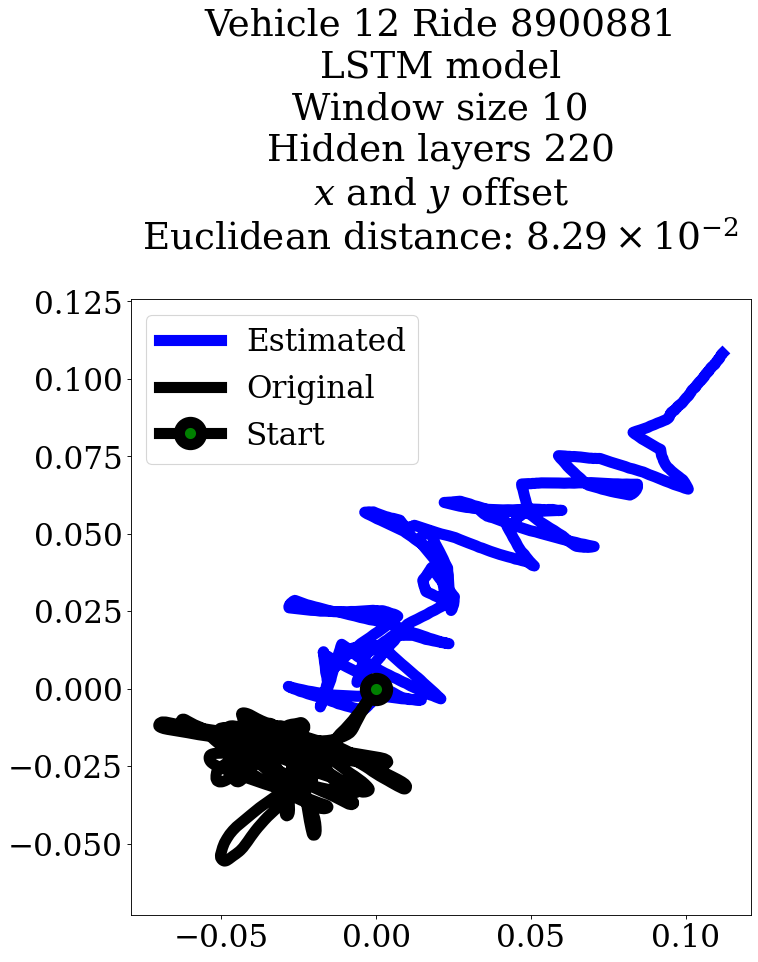 Vehicle 12 Ride 8900881
LSTM model
Window size 10
Hidden layers 220
x and y offset
Euclidean distance: 8.29 × 10⁻²
0.125
0.100
0.075
0.050
0.025
0.000
−0.025
−0.050
Estimated
Original
Start
−0.05 0.00 0.05 0.10